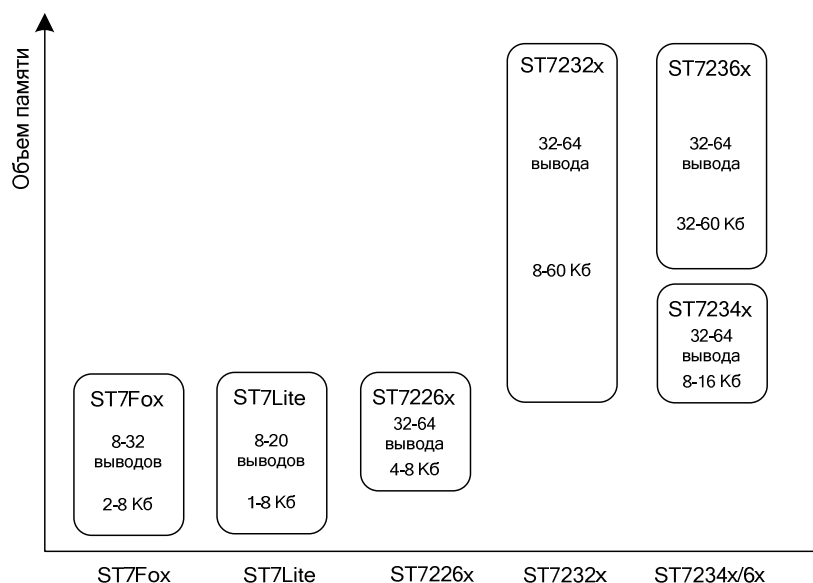 Объем памяти
ST7Fox
8-32
выводов
2-8 Кб
ST7Lite
8-20
выводов
1-8 Кб
ST7226x
32-64
вывода
4-8 Кб
ST7232x
32-64
вывода
8-60 Кб
ST7236x
32-64
вывода
32-60 Кб
ST7234x
32-64
вывода
8-16 Кб
ST7Fox
ST7Lite
ST7226x
ST7232x
ST7234x/6x